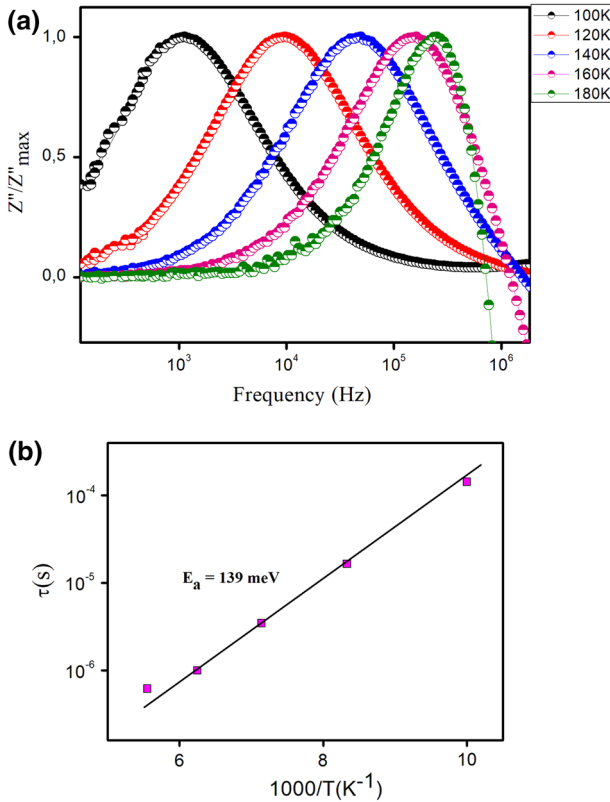 (a)
1,0
0,5
0,0
Z"/Z" max
10³ 10⁴ 10⁵ 10⁶
Frequency (Hz)
100K
120K
140K
160K
180K
(b)
10⁻⁴
10⁻⁵
10⁻⁶
τ(s)
Eₐ = 139 meV
6 8 10
1000/T(K⁻¹)